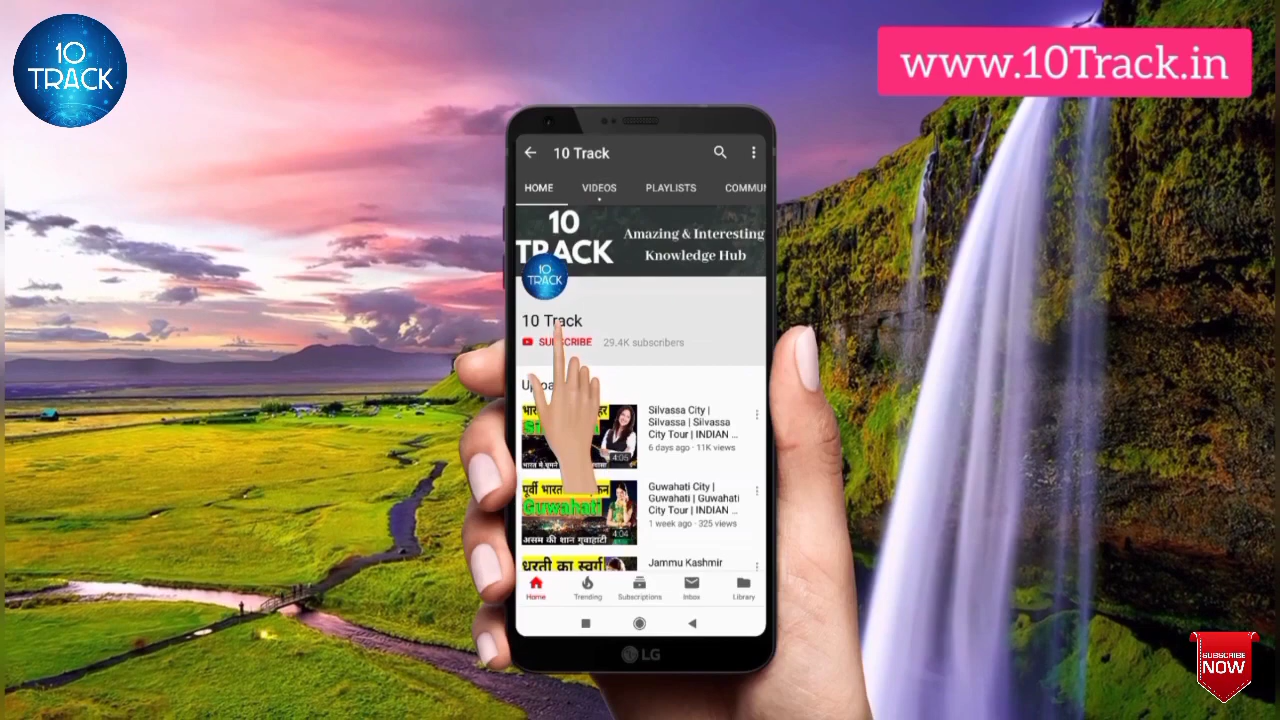 10
TRACK
www.10Track.in
10 Track
HOME VIDEOS PLAYLISTS COMMU
10
TRACK
Amazing & Interesting
Knowledge Hub
10
TRACK
10 Track
SUBSCRIBE 29.4K subscribers
Silvassa City |
Silvassa | Silvassa
City Tour | INDIAN ...
6 days ago · 11K views
4:05
पूर्वी भारत
Guwahati
असम की शान गुवाहाटी
4:04
Guwahati City |
Guwahati | Guwahati
City Tour | INDIAN ...
1 week ago · 325 views
धरती का स्वर्ग
Jammu Kashmir
Home Trending Subscriptions Inbox Library
LG
SUBSCRIBE
NOW